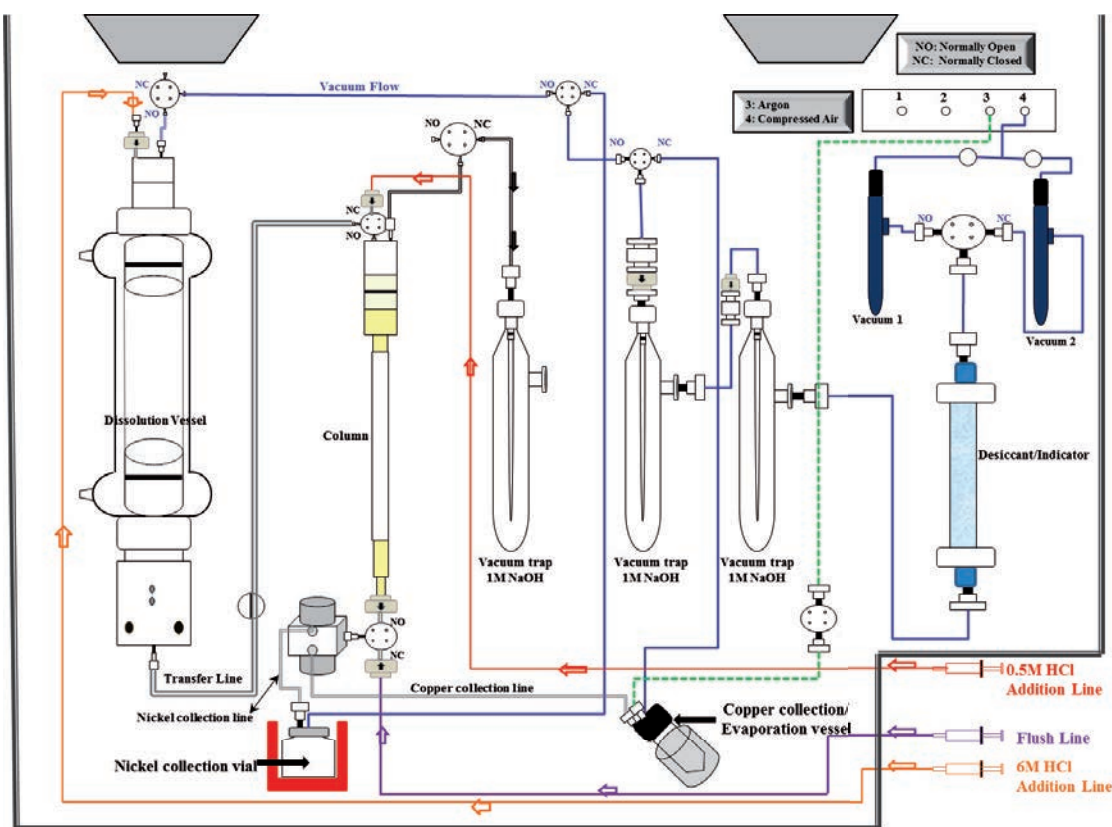 NO: Normally Open
NC: Normally Closed
3: Argon
4: Compressed Air
1
2
3
4
NC
NO
Vacuum Flow
NO
NC
NO
NC
NO
NC
NC
NO
NO
NC
Vacuum 1
Vacuum 2
Dissolution Vessel
Column
Desiccant/Indicator
Vacuum trap
1M NaOH
Vacuum trap
1M NaOH
Vacuum trap
1M NaOH
NO
NC
Transfer Line
Nickel collection line
Copper collection line
Copper collection/
Evaporation vessel
Nickel collection vial
0.5M HCl
Addition Line
Flush Line
6M HCl
Addition Line